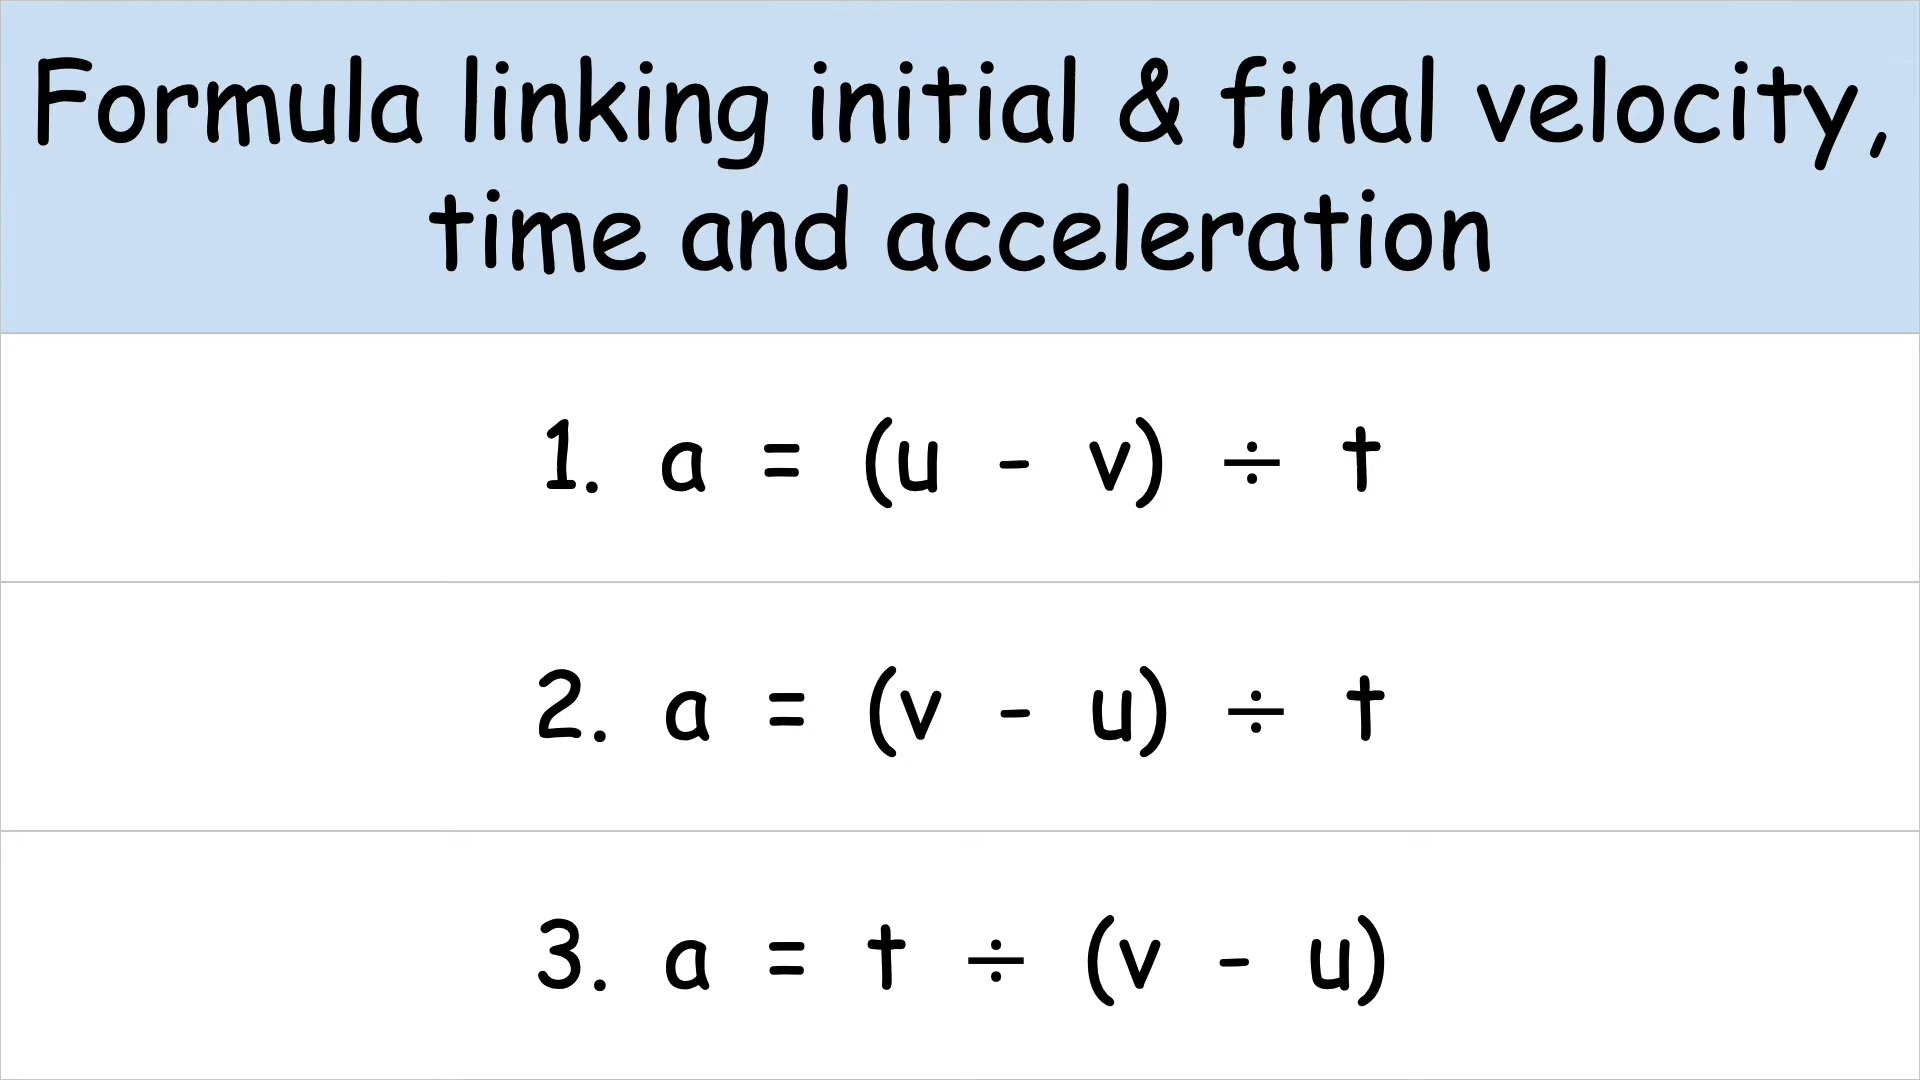 Formula linking initial & final velocity,
time and acceleration
1. a = (u - v) ÷ t
2. a = (v - u) ÷ t
3. a = t ÷ (v - u)